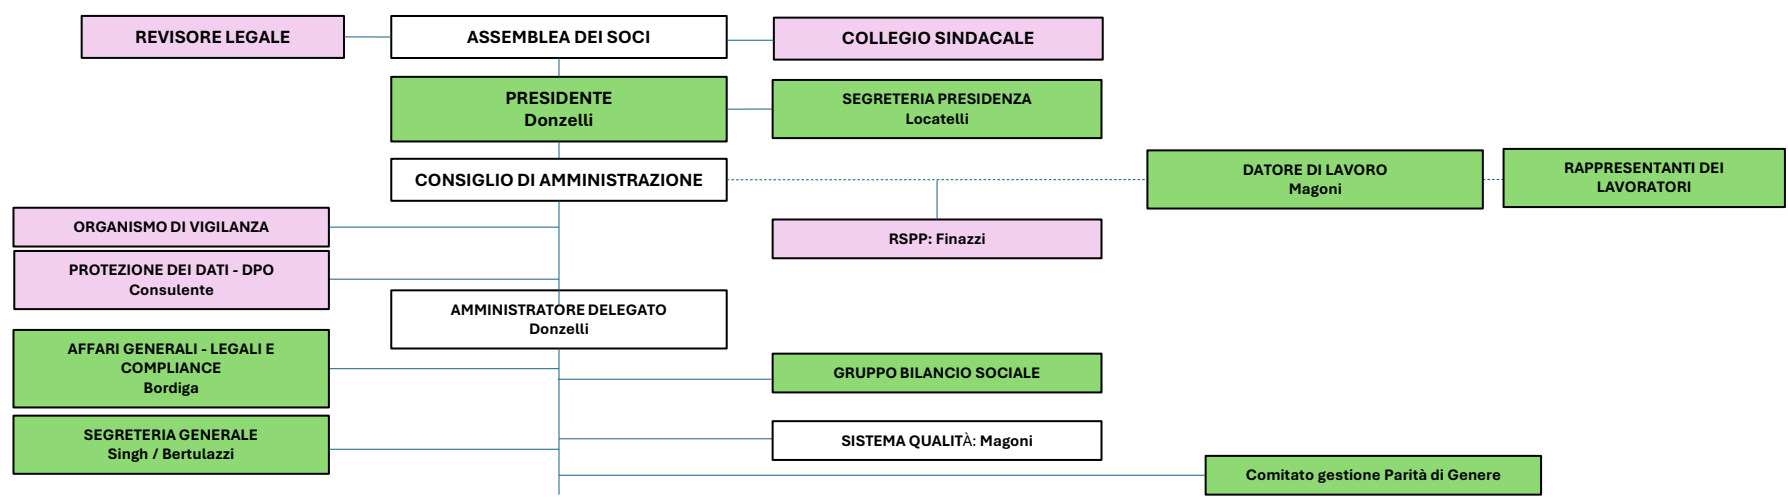 REVISORE LEGALE
ASSEMBLEA DEI SOCI
COLLEGIO SINDACALE
PRESIDENTE
Donzelli
SEGRETERIA PRESIDENZA
Locatelli
CONSIGLIO DI AMMINISTRAZIONE
DATORE DI LAVORO
Magoni
RAPPRESENTANTI DEI
LAVORATORI
ORGANISMO DI VIGILANZA
RSPP: Finazzi
PROTEZIONE DEI DATI - DPO
Consulente
AMMINISTRATORE DELEGATO
Donzelli
AFFARI GENERALI - LEGALI E
COMPLIANCE
Bordiga
GRUPPO BILANCIO SOCIALE
SEGRETERIA GENERALE
Singh / Bertulazzi
SISTEMA QUALITÀ: Magoni
Comitato gestione Parità di Genere